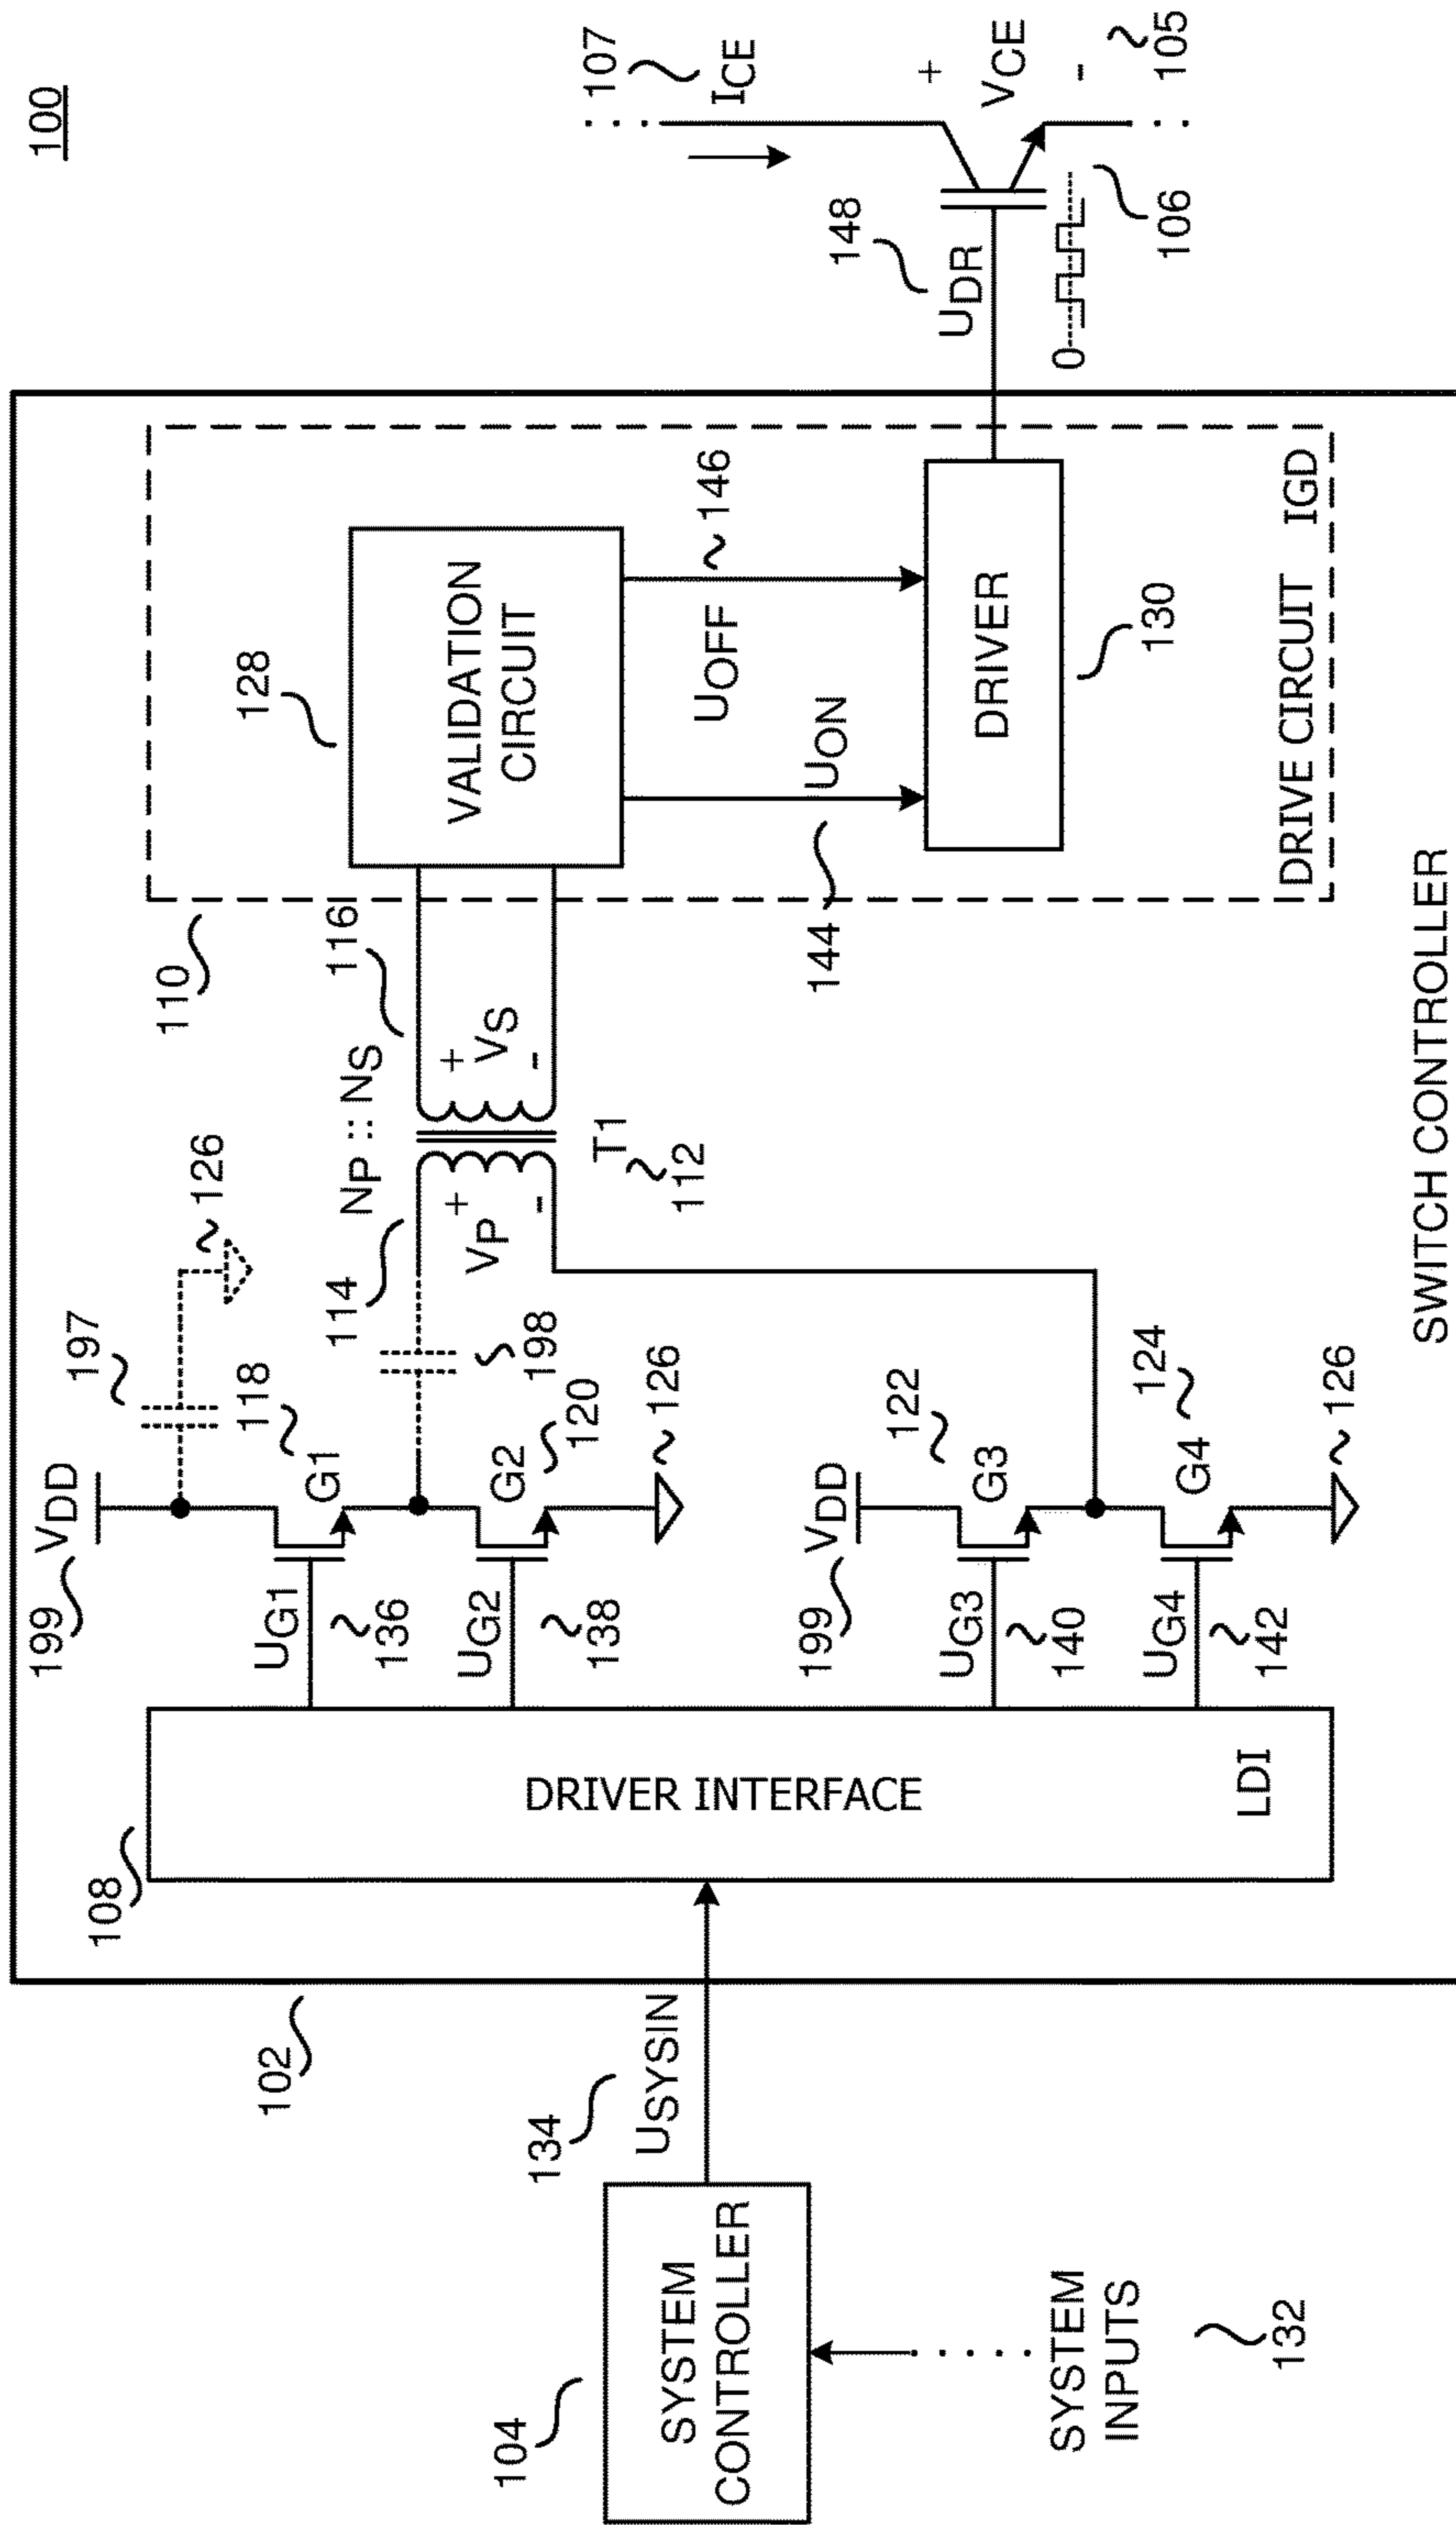 100
102
SWITCH CONTROLLER
104
SYSTEM
CONTROLLER
SYSTEM
INPUTS
132
134
USYSIN
108
DRIVER INTERFACE
LDI
199
VDD
197
126
UG1
136
118
G1
UG2
138
G2
120
126
114
198
199
VDD
UG3
140
122
G3
UG4
142
G4
124
126
NP :: NS
116
+
VP
-
+
VS
-
T1
112
110
128
VALIDATION
CIRCUIT
UOFF
146
UON
144
DRIVER
130
DRIVE CIRCUIT IGD
148
UDR
0
106
107
ICE
+
VCE
-
105